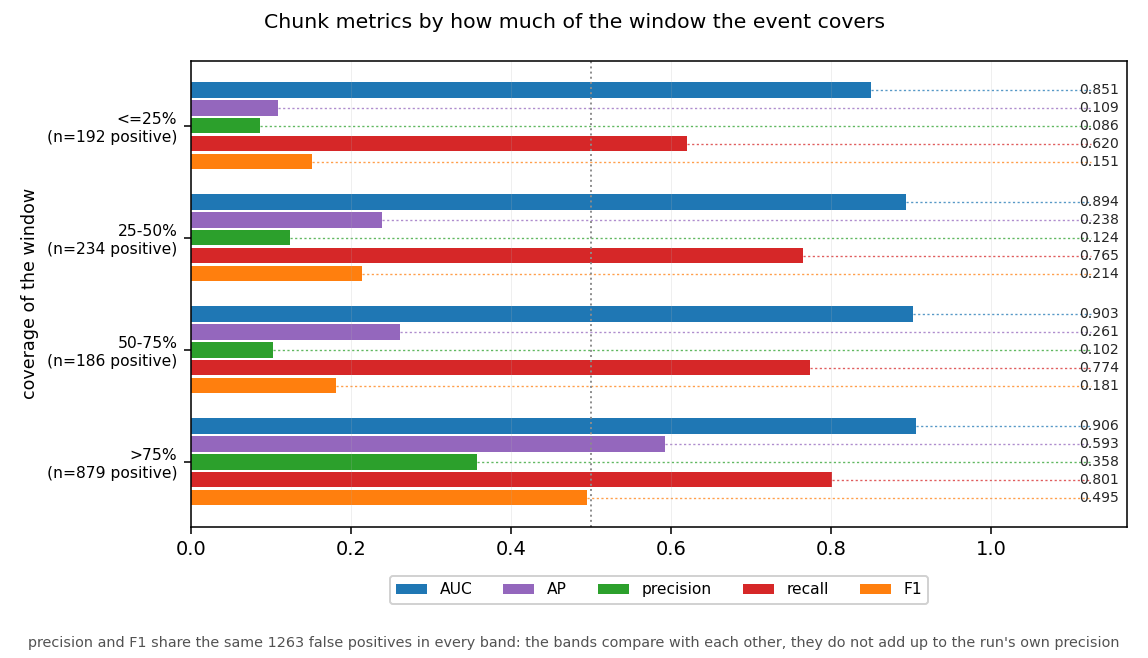 Chunk metrics by how much of the window the event covers
coverage of the window
<=25%
(n=192 positive)
0.851
0.109
0.086
0.620
0.151
25-50%
(n=234 positive)
0.894
0.238
0.124
0.765
0.214
50-75%
(n=186 positive)
0.903
0.261
0.102
0.774
0.181
>75%
(n=879 positive)
0.906
0.593
0.358
0.801
0.495
0.0 0.2 0.4 0.6 0.8 1.0
AUC AP precision recall F1
precision and F1 share the same 1263 false positives in every band: the bands compare with each other, they do not add up to the run's own precision